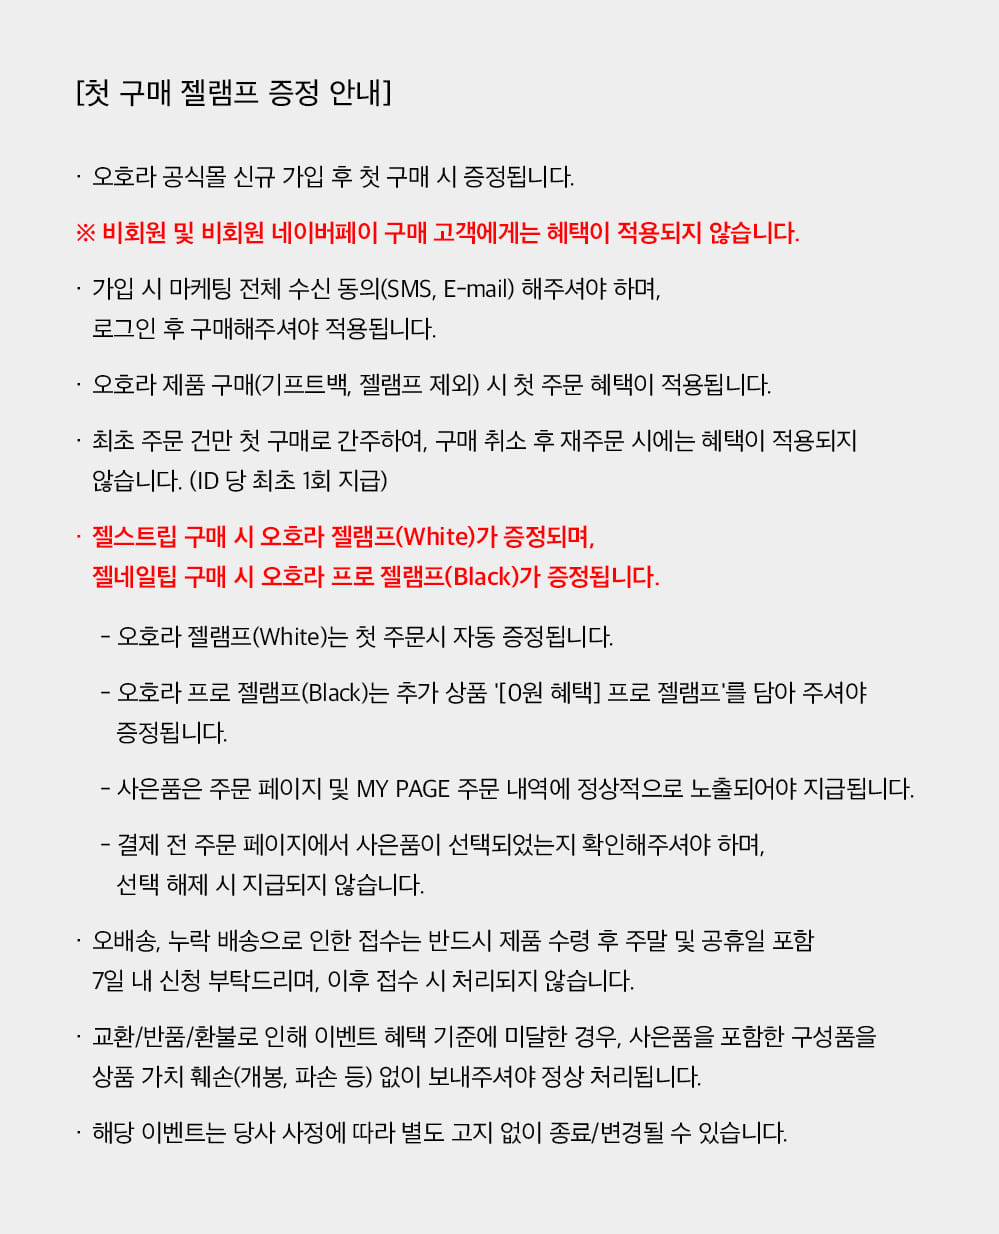 [첫 구매 젤램프 증정 안내]
· 오호라 공식몰 신규 가입 후 첫 구매 시 증정됩니다.
※ 비회원 및 비회원 네이버페이 구매 고객에게는 혜택이 적용되지 않습니다.
· 가입 시 마케팅 전체 수신 동의(SMS, E-mail) 해주셔야 하며,
로그인 후 구매해주셔야 적용됩니다.
· 오호라 제품 구매(기프트백, 젤램프 제외) 시 첫 주문 혜택이 적용됩니다.
· 최초 주문 건만 첫 구매로 간주하여, 구매 취소 후 재주문 시에는 혜택이 적용되지
않습니다. (ID 당 최초 1회 지급)
· 젤스트립 구매 시 오호라 젤램프(White)가 증정되며,
젤네일팁 구매 시 오호라 프로 젤램프(Black)가 증정됩니다.
- 오호라 젤램프(White)는 첫 주문시 자동 증정됩니다.
- 오호라 프로 젤램프(Black)는 추가 상품 '[0원 혜택] 프로 젤램프'를 담아 주셔야
증정됩니다.
- 사은품은 주문 페이지 및 MY PAGE 주문 내역에 정상적으로 노출되어야 지급됩니다.
- 결제 전 주문 페이지에서 사은품이 선택되었는지 확인해주셔야 하며,
선택 해제 시 지급되지 않습니다.
· 오배송, 누락 배송으로 인한 접수는 반드시 제품 수령 후 주말 및 공휴일 포함
7일 내 신청 부탁드리며, 이후 접수 시 처리되지 않습니다.
· 교환/반품/환불로 인해 이벤트 혜택 기준에 미달한 경우, 사은품을 포함한 구성품을
상품 가치 훼손(개봉, 파손 등) 없이 보내주셔야 정상 처리됩니다.
· 해당 이벤트는 당사 사정에 따라 별도 고지 없이 종료/변경될 수 있습니다.